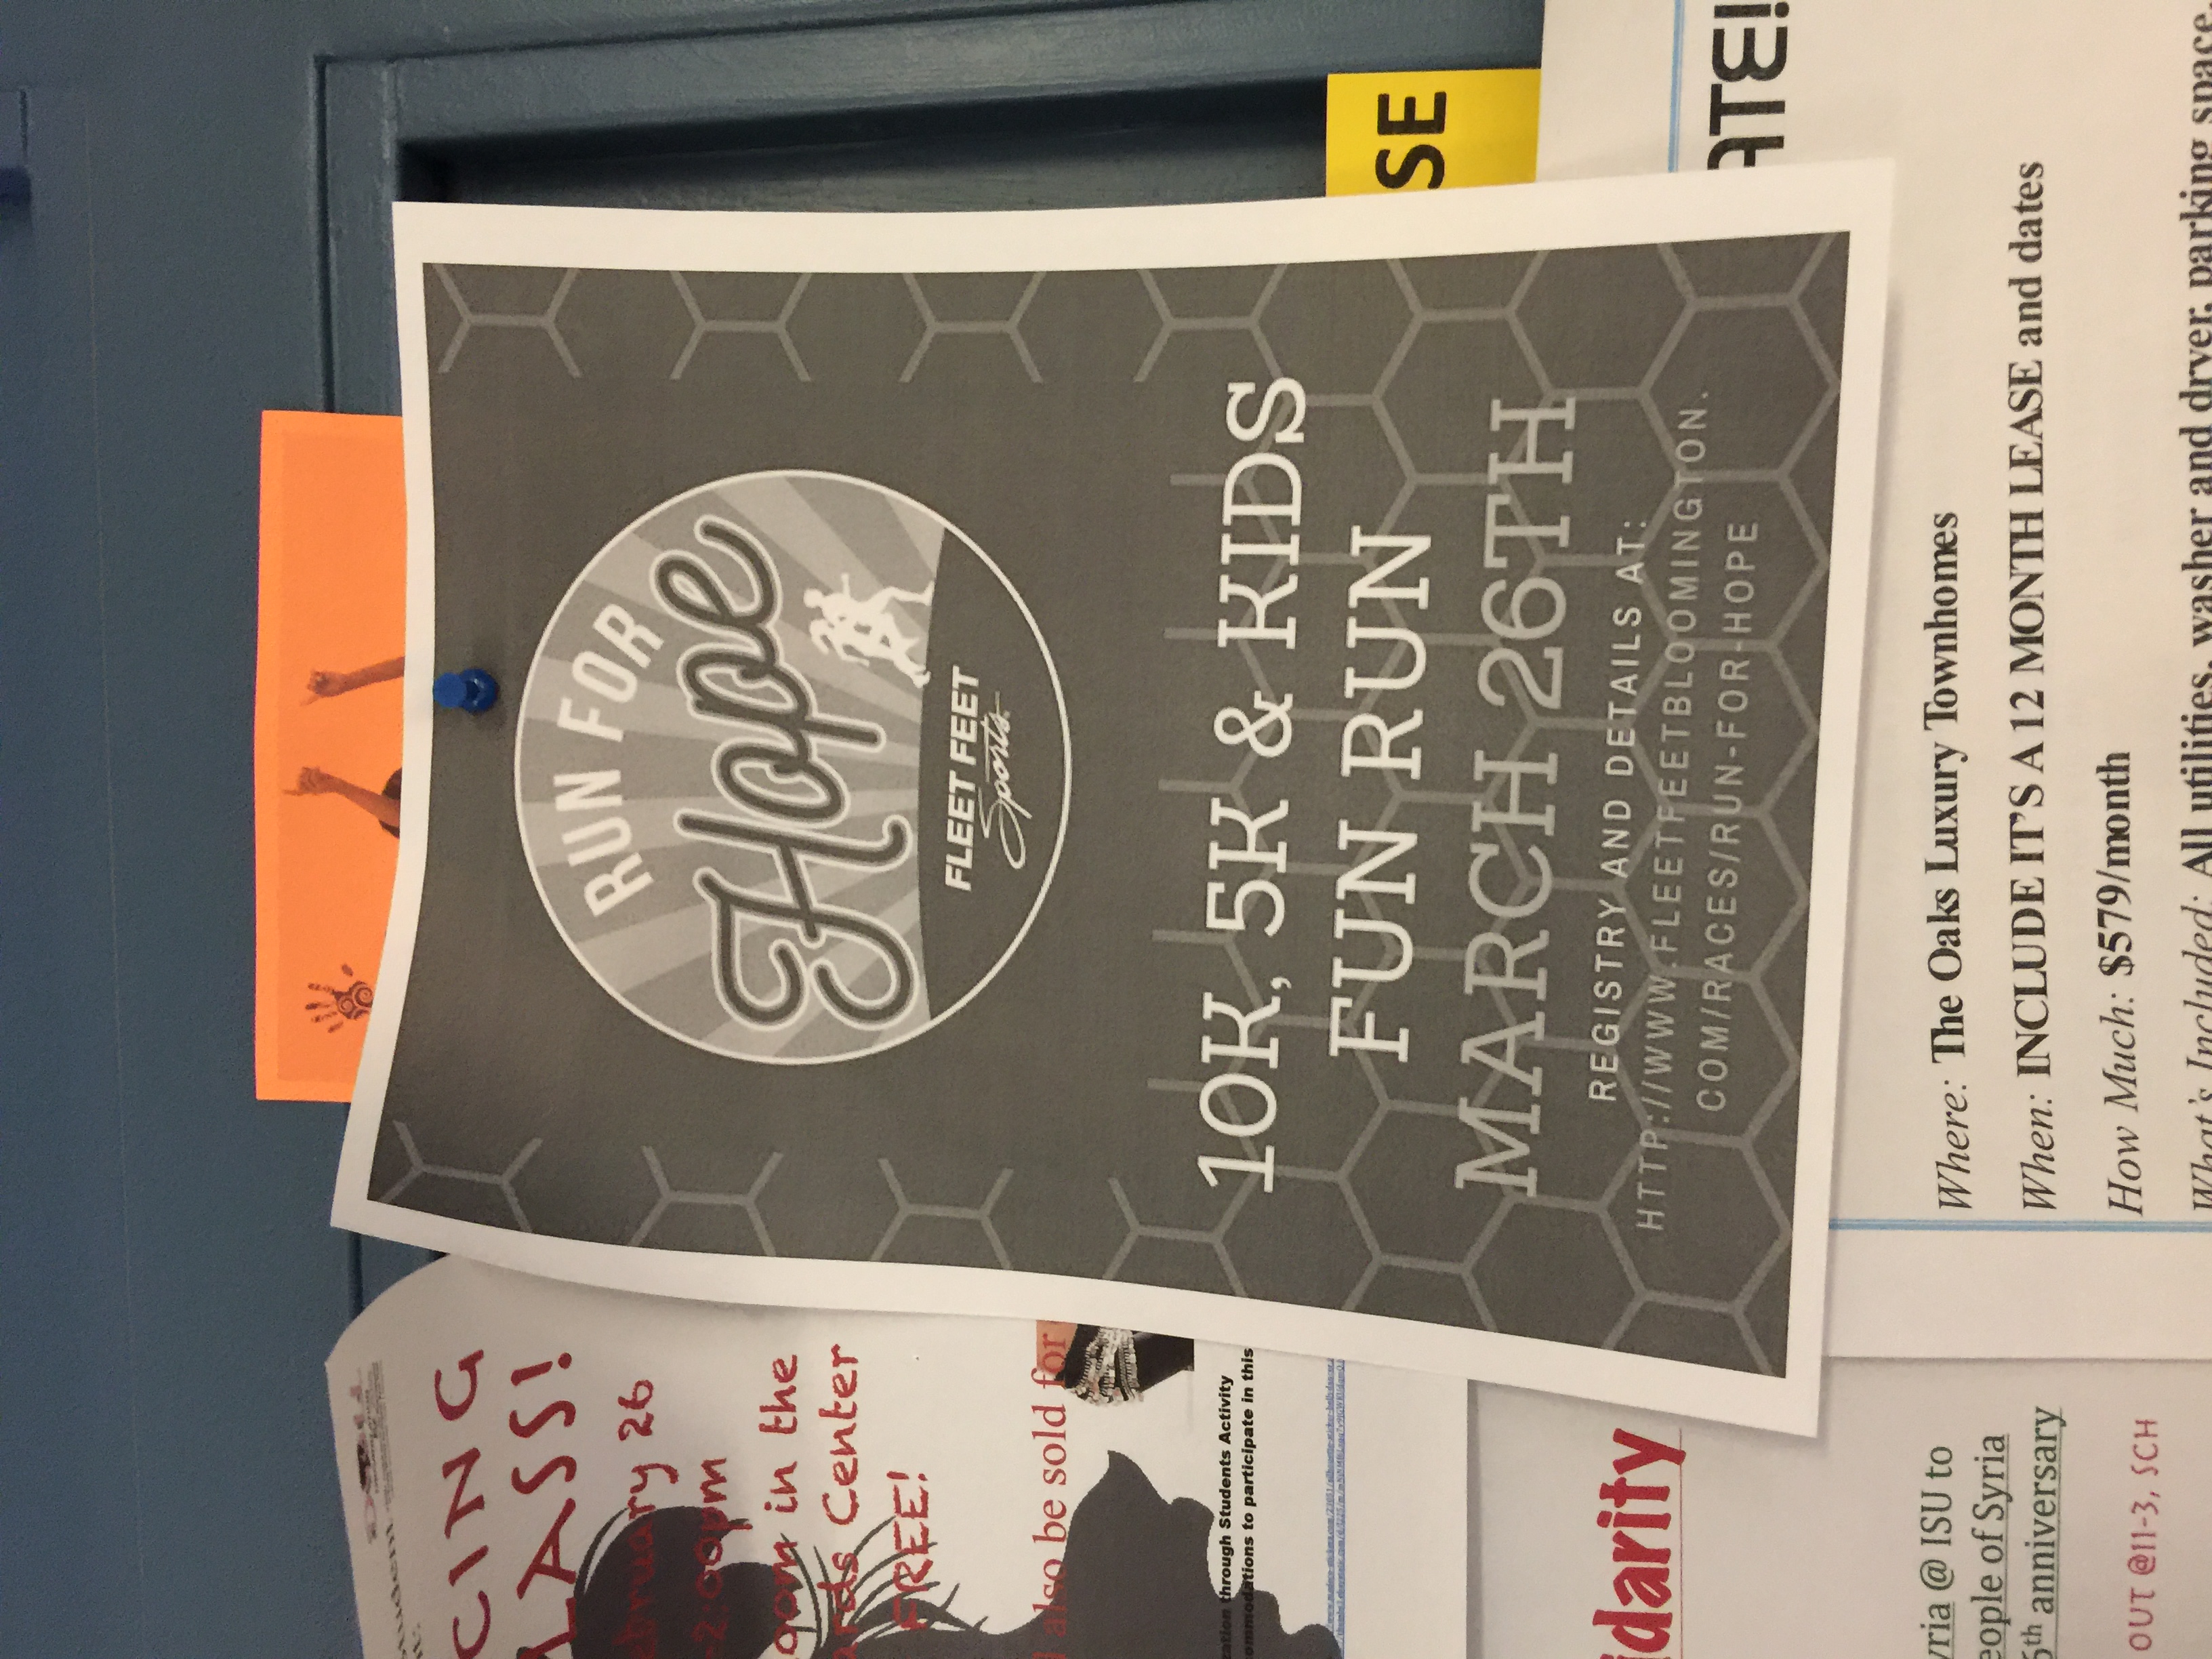 student
it:
CING
LASS!
ebruary 26
-2:00pm
oom in the
ards Center
FREE!
also be sold for
zation through Students Activity
ommodations to participate in this
RUN FOR
Hope
FLEET FEET
Sports
10K, 5K & KIDS
FUN RUN
MARCH 26TH
REGISTRY AND DETAILS AT:
HTTP://WWW.FLEETFEETBLOOMINGTON.
COM/RACES/RUN-FOR-HOPE
SE
idarity
yria @ ISU to
eople of Syria
6th anniversary
OUT @11-3, SCH
ATE!
Where: The Oaks Luxury Townhomes
When: INCLUDE IT'S A 12 MONTH LEASE and dates
How Much: $579/month
What's Included: All utilities, washer and dryer, parking space,